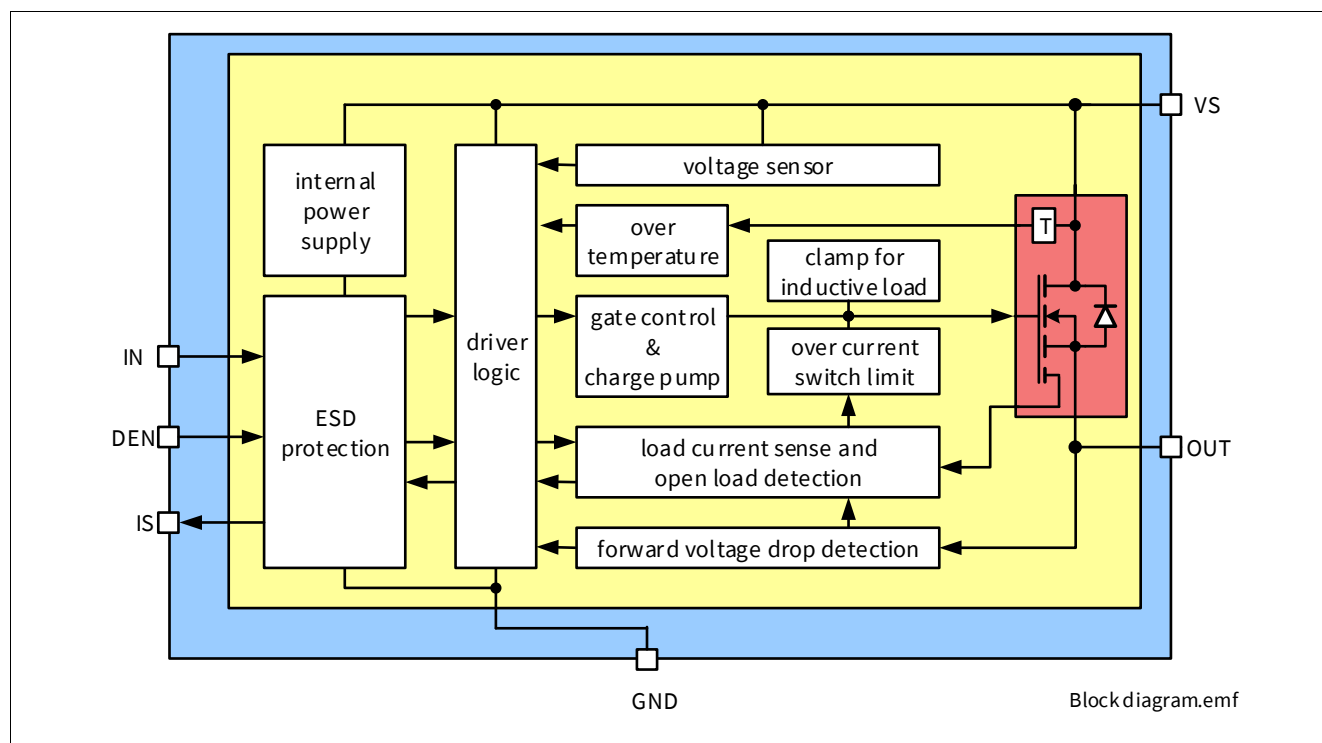 VS
internal
power
supply
voltage sensor
over
temperature
T
clamp for
inductive load
IN
DEN
IS
ESD
protection
driver
logic
gate control
&
charge pump
over current
switch limit
load current sense and
open load detection
OUT
forward voltage drop detection
GND
Block diagram.emf